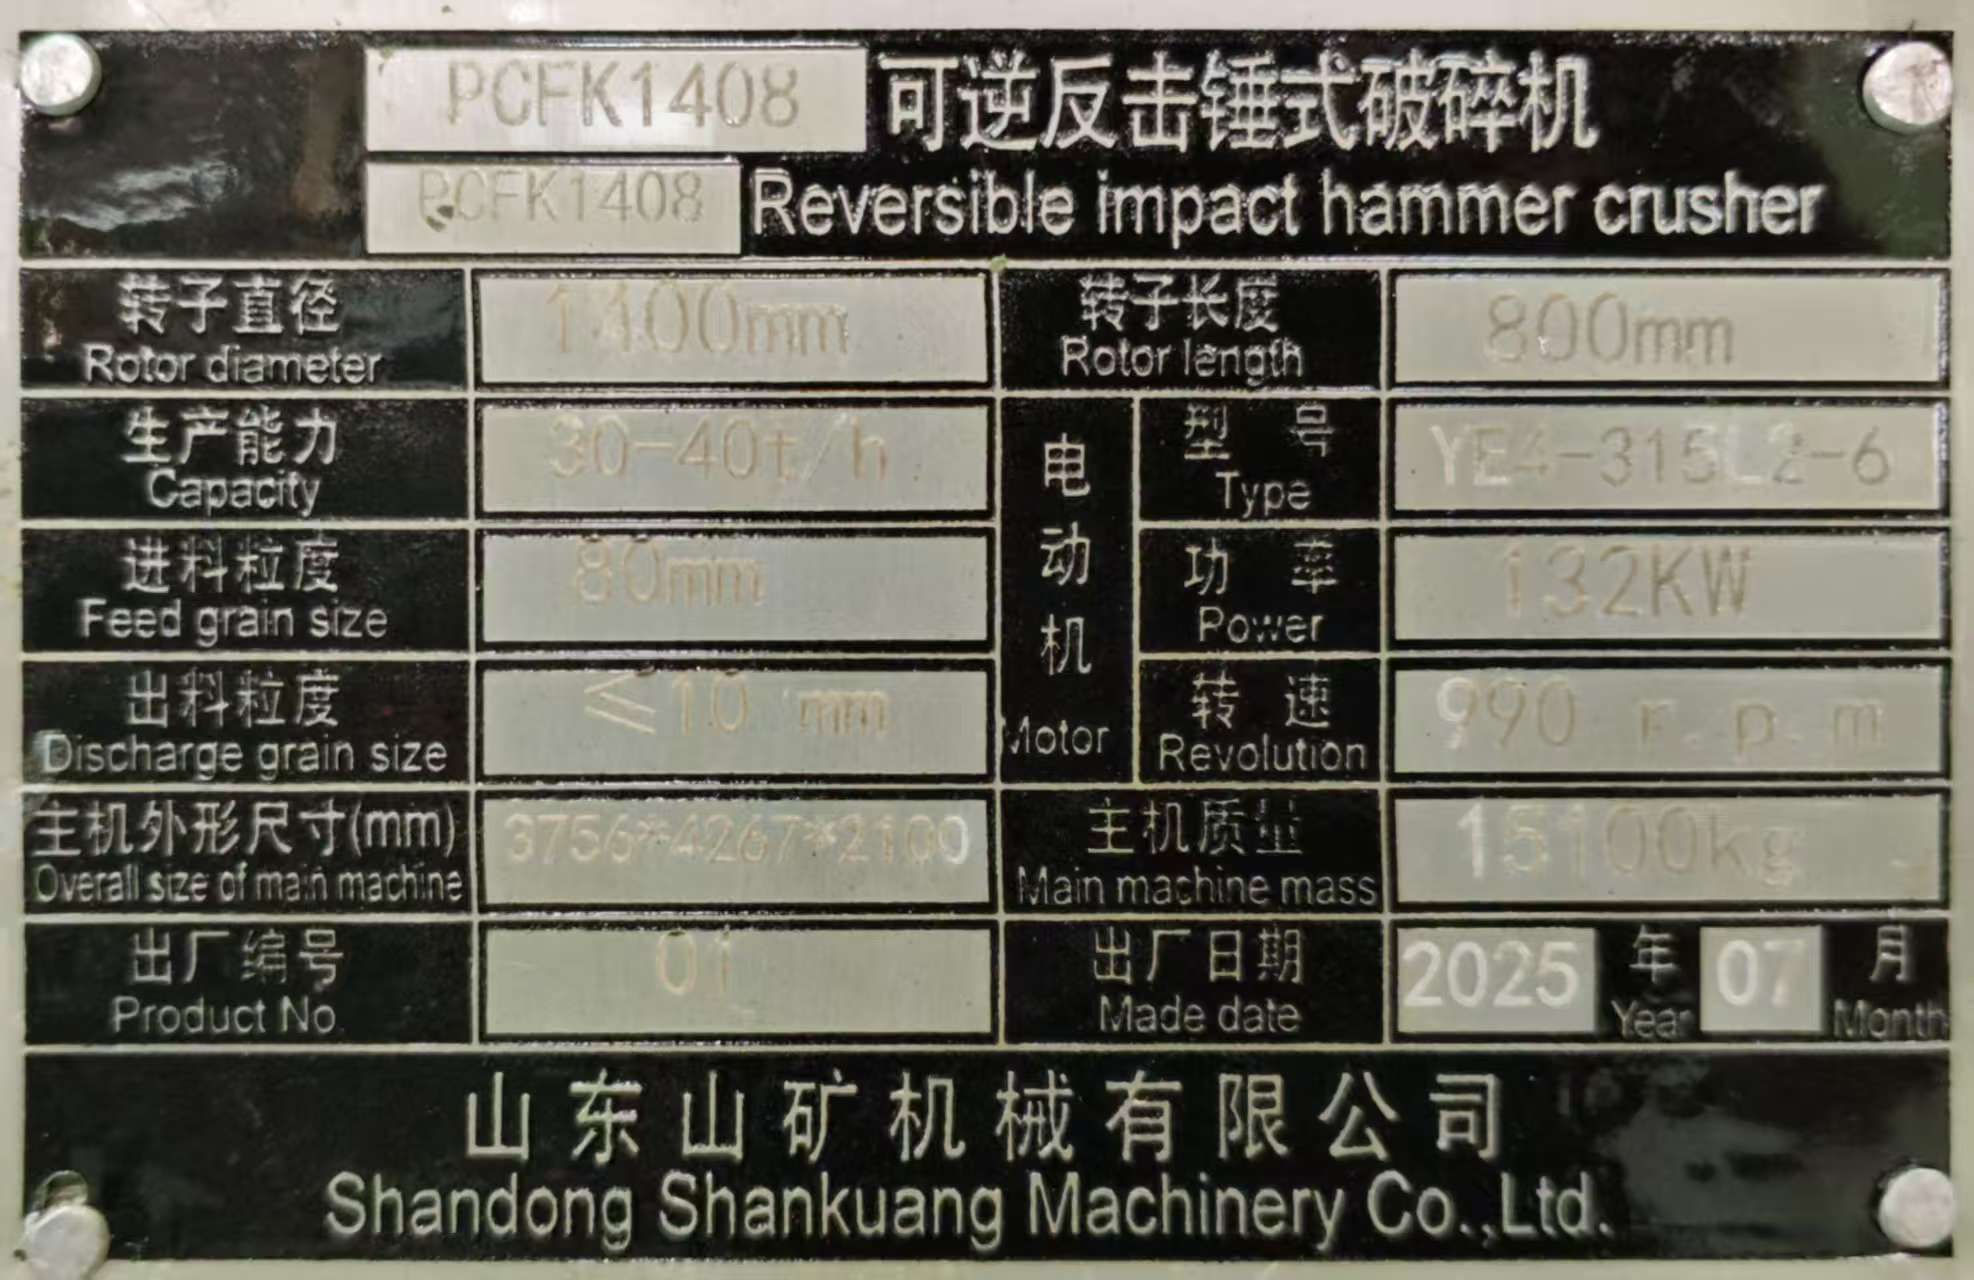 PCFK1408 可逆反击锤式破碎机
PCFK1408 Reversible impact hammer crusher
转子直径 1400mm 转子长度 800mm
Rotor diameter Rotor length
生产能力 30-40t/h 电动机 型号 YE4-315L2-6
Capacity Type
进料粒度 80mm 功率 132KW
Feed grain size Power
出料粒度 ≤10 mm 转速 990 r.p.m
Discharge grain size Motor Revolution
主机外形尺寸(mm) 3756*4267*2100 主机质量 15100kg
Overall size of main machine Main machine mass
出厂编号 01 出厂日期 2025 年 07 月
Product No Made date Year Month
山东山矿机械有限公司
Shandong Shankuang Machinery Co.,Ltd.